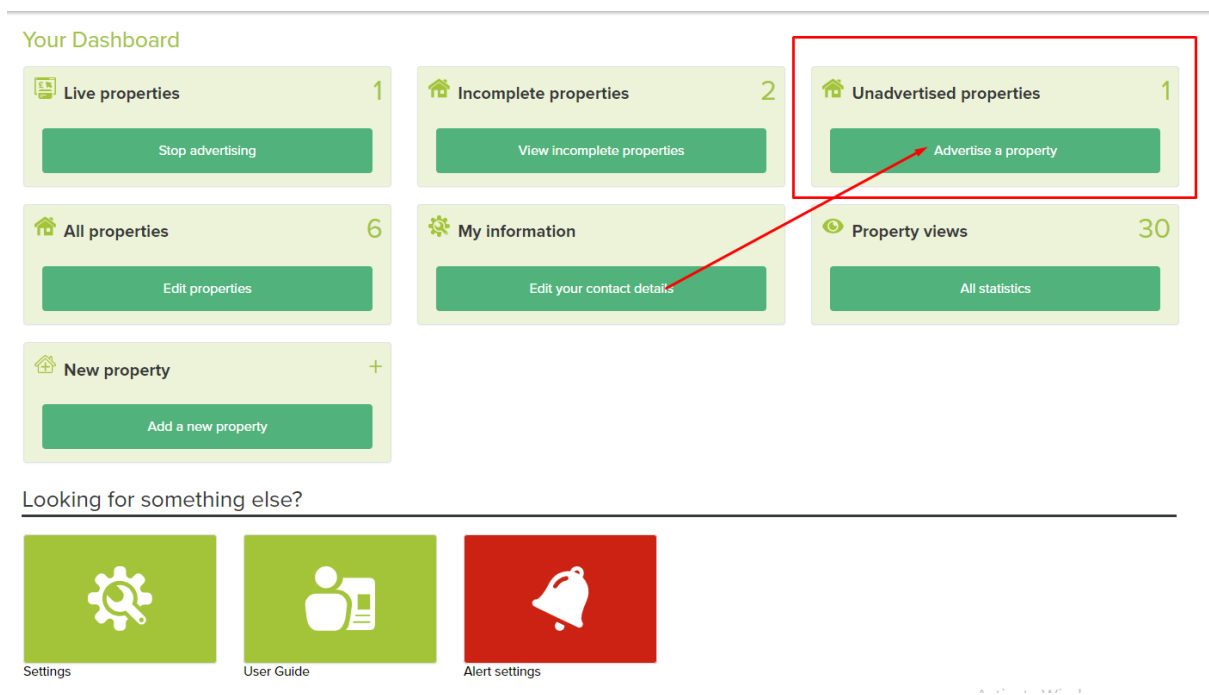 Your Dashboard
Live properties 1
Stop advertising
Incomplete properties 2
View incomplete properties
Unadvertised properties 1
Advertise a property
All properties 6
Edit properties
My information
Edit your contact details
Property views 30
All statistics
New property +
Add a new property
Looking for something else?
Settings
User Guide
Alert settings